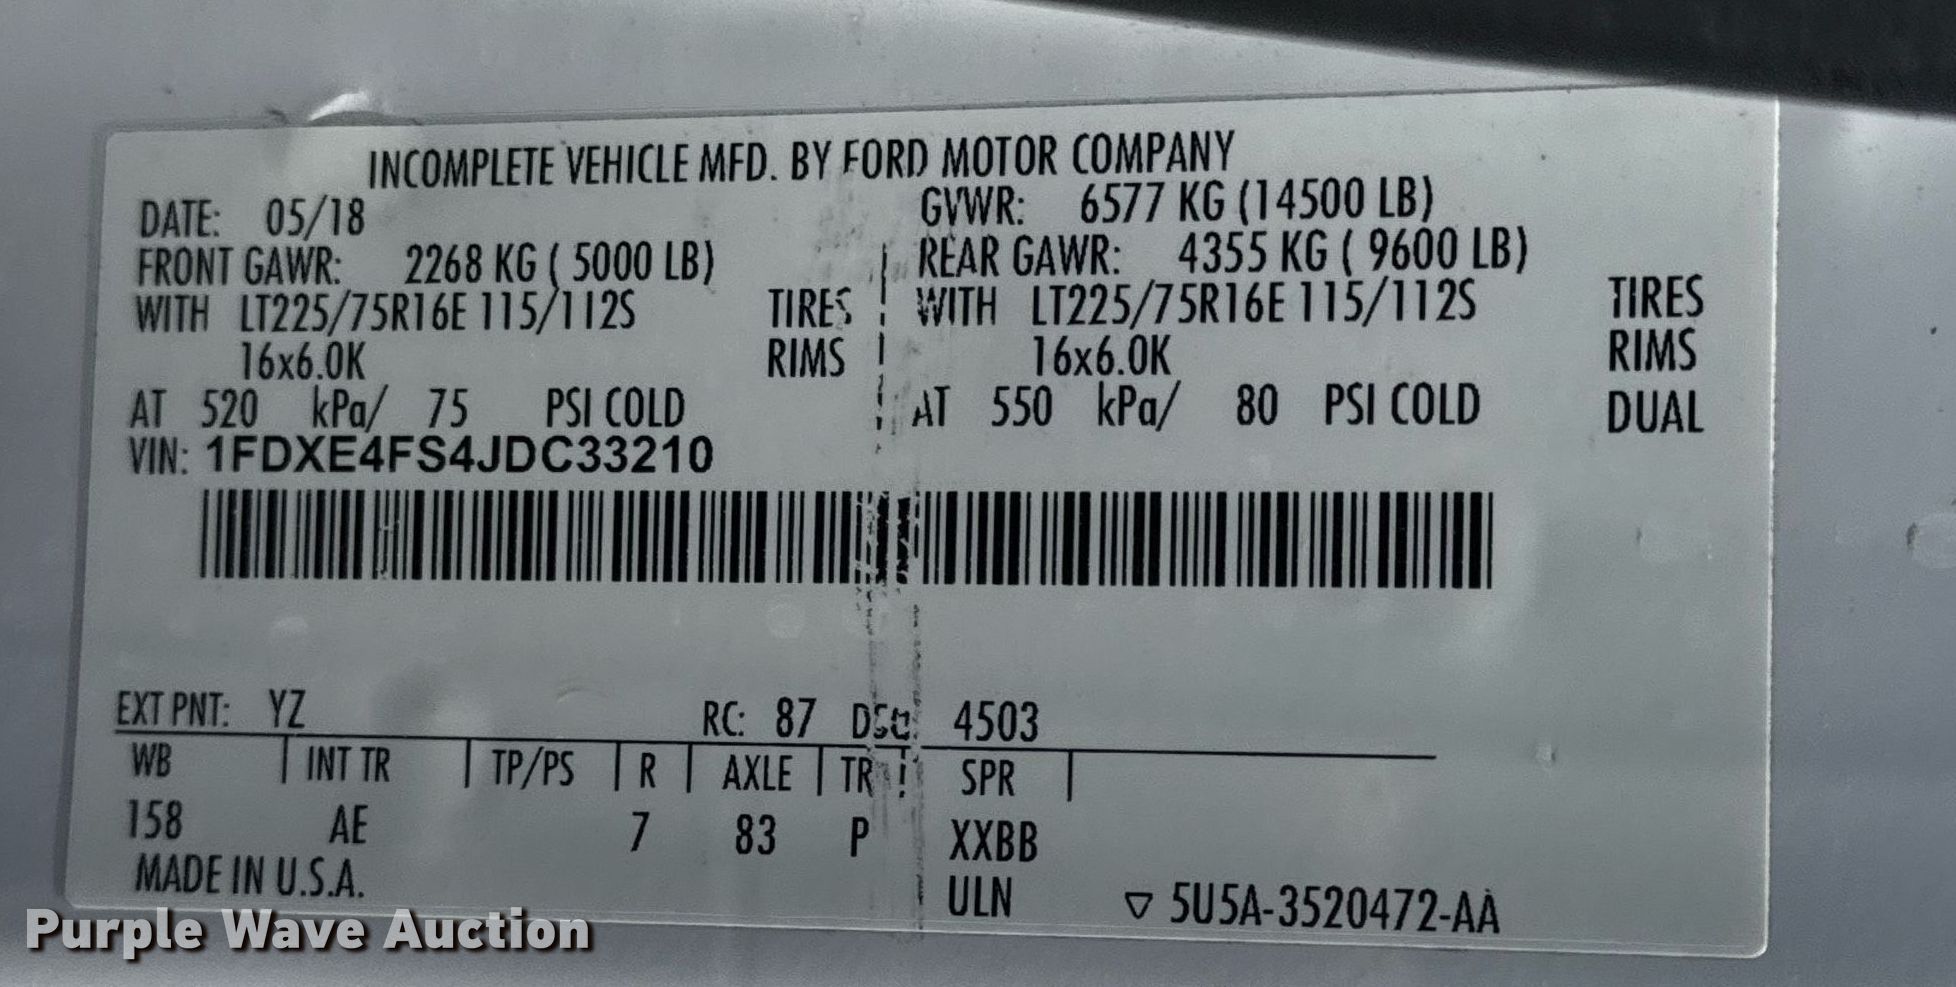 INCOMPLETE VEHICLE MFD. BY FORD MOTOR COMPANY
DATE: 05/18 GVWR: 6577 KG (14500 LB)
FRONT GAWR: 2268 KG ( 5000 LB) REAR GAWR: 4355 KG ( 9600 LB)
WITH LT225/75R16E 115/112S TIRES WITH LT225/75R16E 115/112S TIRES
16x6.0K RIMS 16x6.0K RIMS
AT 520 kPa/ 75 PSI COLD AT 550 kPa/ 80 PSI COLD DUAL
VIN: 1FDXE4FS4JDC33210
EXT PNT: YZ RC: 87 DSO: 4503
WB INT TR TP/PS R AXLE TR SPR
158 AE 7 83 P XXBB
MADE IN U.S.A. ULN ▽ 5U5A-3520472-AA
Purple Wave Auction